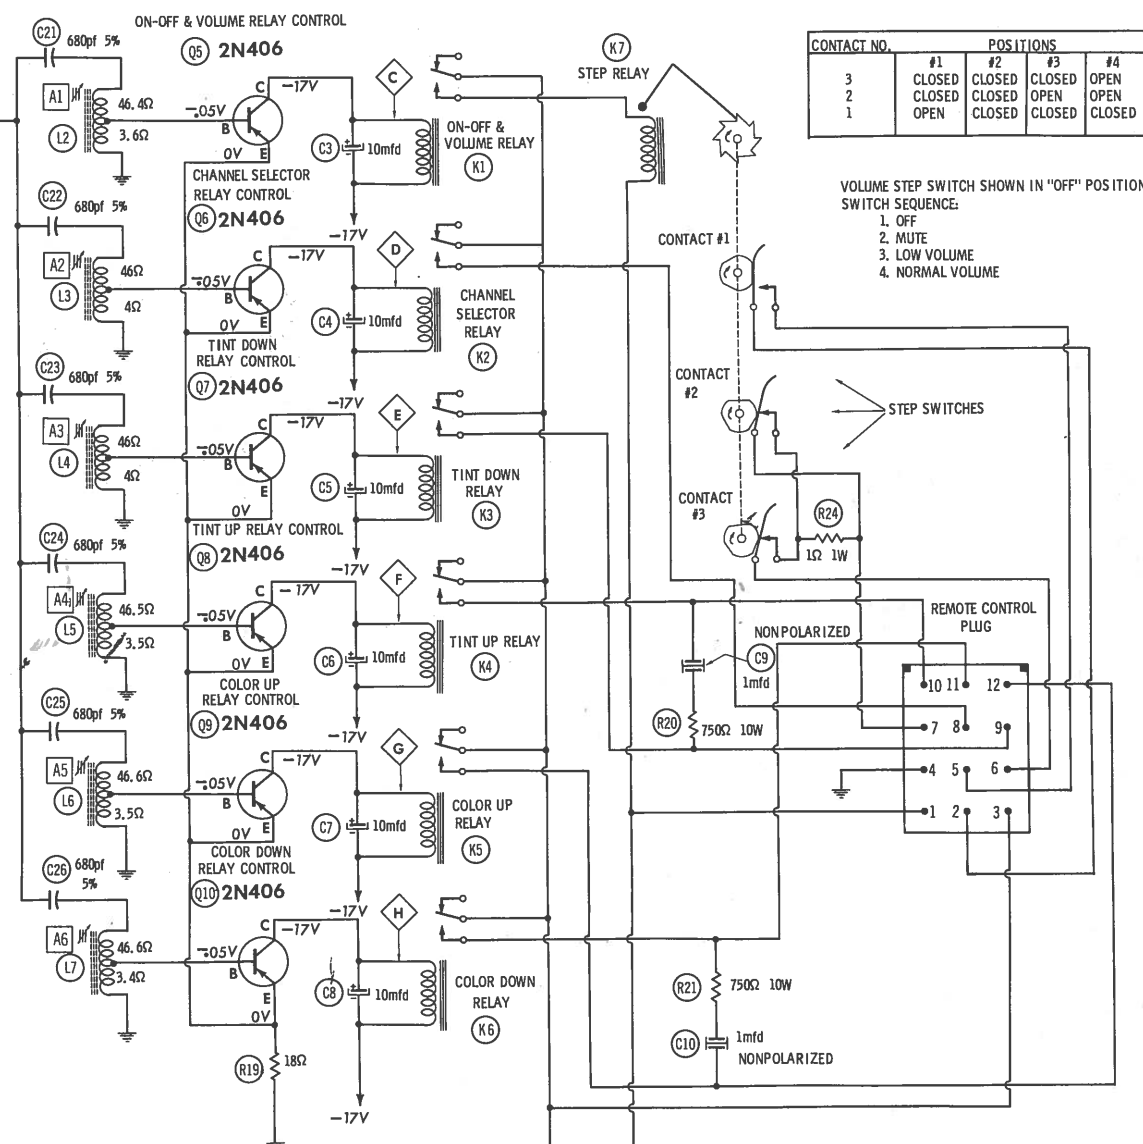 ON-OFF & VOLUME RELAY CONTROL
Q5 2N406
C21
680pf 5%
A1
L2
46.4Ω
3.6Ω
-.05V
B
C
-17V
E
0V
C3
10mfd
-17V
C
ON-OFF &
VOLUME RELAY
K1
K7
STEP RELAY
CONTACT NO.
POSITIONS
#1 #2 #3 #4
3 CLOSED CLOSED CLOSED OPEN
2 CLOSED CLOSED OPEN OPEN
1 OPEN CLOSED CLOSED CLOSED
VOLUME STEP SWITCH SHOWN IN "OFF" POSITION
SWITCH SEQUENCE:
1. OFF
2. MUTE
3. LOW VOLUME
4. NORMAL VOLUME
CHANNEL SELECTOR
RELAY CONTROL
Q6 2N406
C22
680pf 5%
A2
L3
46Ω
4Ω
-.05V
B
C
-17V
E
0V
C4
10mfd
-17V
D
CHANNEL
SELECTOR
RELAY
K2
CONTACT #1
TINT DOWN
RELAY CONTROL
Q7 2N406
C23
680pf 5%
A3
L4
46Ω
4Ω
-.05V
B
C
-17V
E
0V
C5
10mfd
-17V
E
TINT DOWN
RELAY
K3
CONTACT
#2
STEP SWITCHES
CONTACT
#3
R24
1Ω 1W
TINT UP RELAY CONTROL
Q8 2N406
C24
680pf 5%
A4
L5
46.5Ω
3.5Ω
-.05V
B
C
-17V
E
0V
C6
10mfd
-17V
F
TINT UP RELAY
K4
NONPOLARIZED
C9
1mfd
R20
750Ω 10W
REMOTE CONTROL
PLUG
10 11 12
7 8 9
4 5 6
1 2 3
COLOR UP
RELAY CONTROL
Q9 2N406
C25
680pf 5%
A5
L6
46.6Ω
3.5Ω
-.05V
B
C
-17V
E
0V
C7
10mfd
-17V
G
COLOR UP
RELAY
K5
COLOR DOWN
RELAY CONTROL
Q10 2N406
C26
680pf
5%
A6
L7
46.6Ω
3.4Ω
-.05V
B
C
-17V
E
0V
C8
10mfd
-17V
H
COLOR DOWN
RELAY
K6
R19
18Ω
R21
750Ω 10W
C10
1mfd
NONPOLARIZED